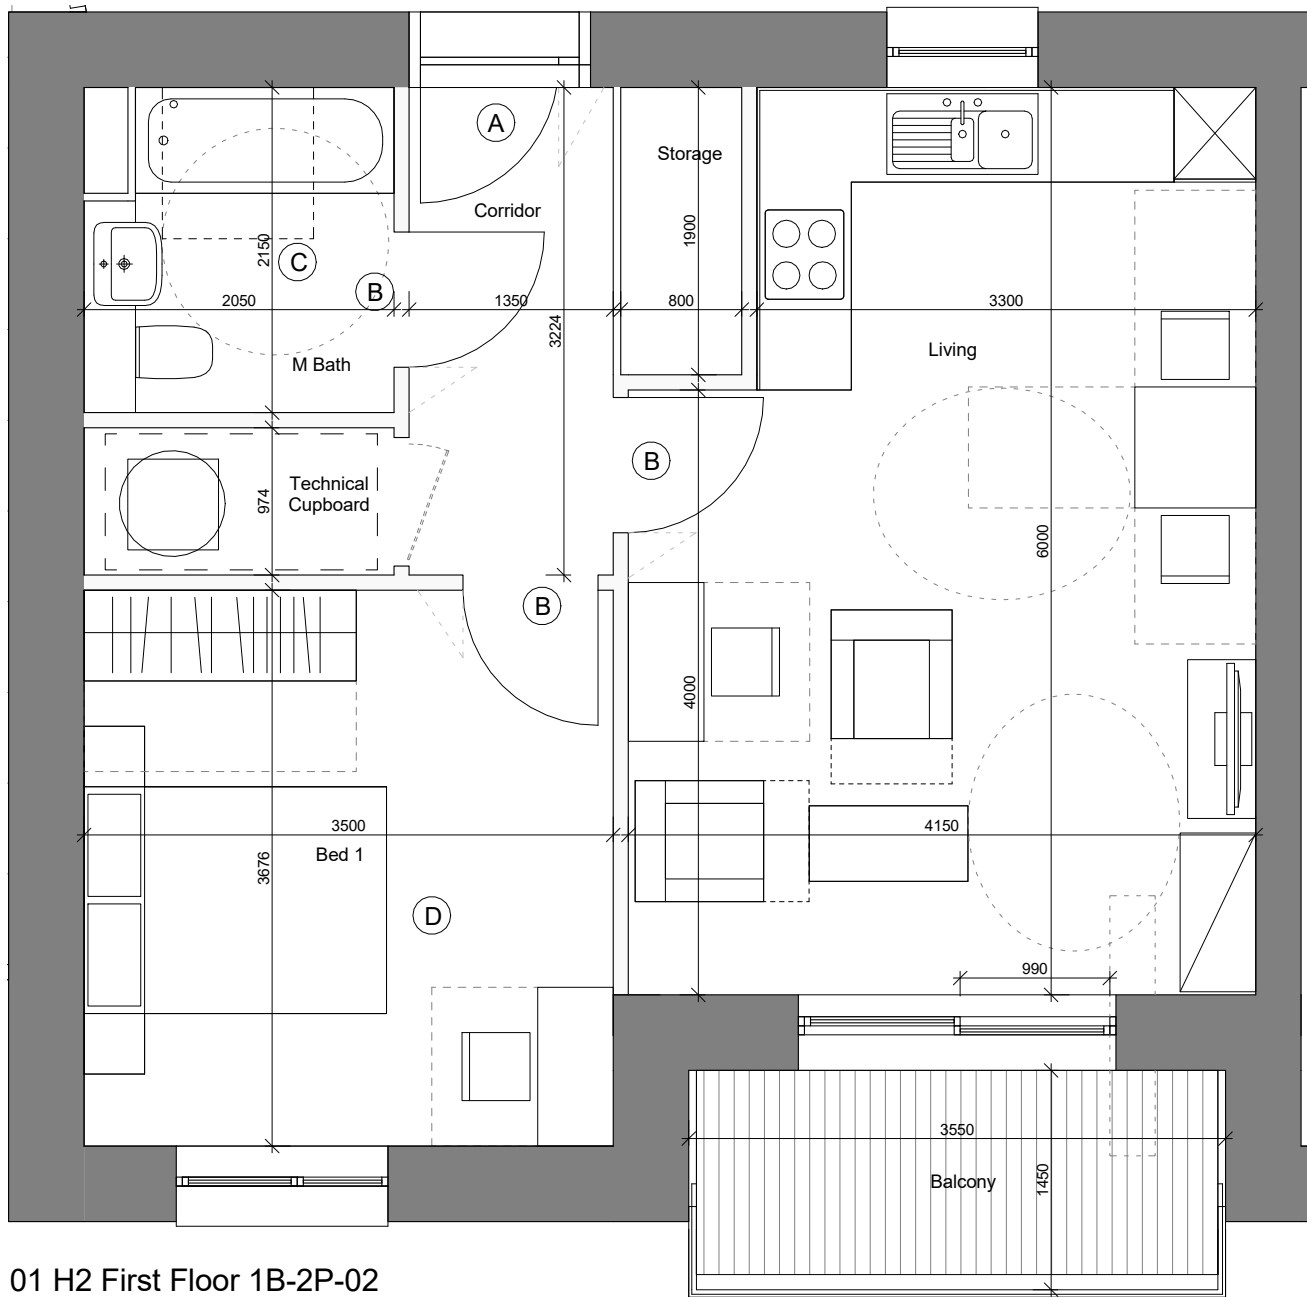 A
Storage
Corridor
1900
2150
C
B
2050
1350
800
3300
3224
Living
M Bath
B
Technical
Cupboard
974
6000
B
4000
3500
4150
Bed 1
3676
D
990
3550
Balcony
1450
01 H2 First Floor 1B-2P-02